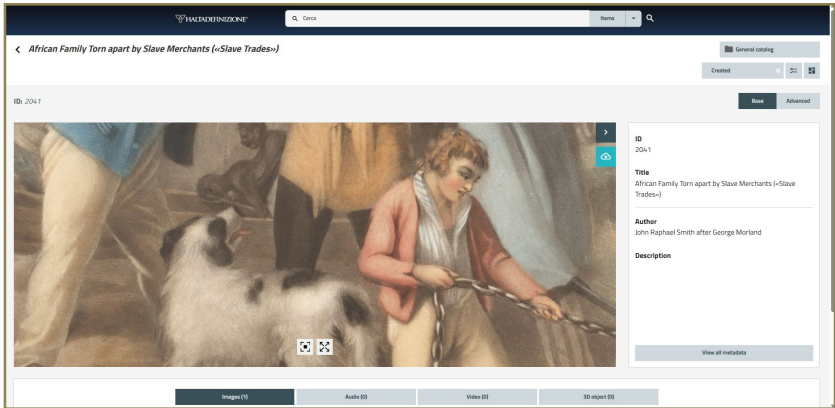 HALTADEFINIZIONE®
Cerca
Items
African Family Torn apart by Slave Merchants («Slave Trades»)
General catalog
Created
ID: 2041
Base
Advanced
ID
2041
Title
African Family Torn apart by Slave Merchants («Slave
Trades»)
Author
John Raphael Smith after George Morland
Description
View all metadata
Images (1)
Audio (0)
Video (0)
3D object (0)